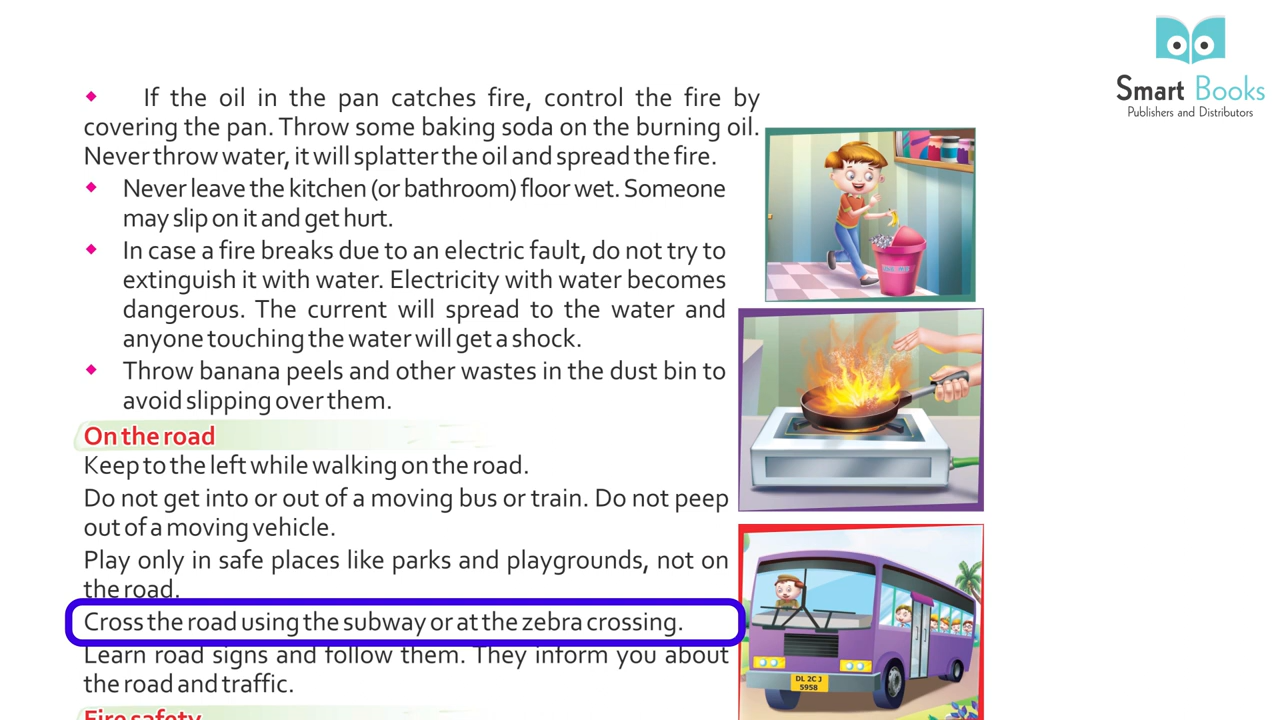 Smart Books
Publishers and Distributors
◆ If the oil in the pan catches fire, control the fire by
covering the pan. Throw some baking soda on the burning oil.
Never throw water, it will splatter the oil and spread the fire.
◆ Never leave the kitchen (or bathroom) floor wet. Someone
may slip on it and get hurt.
◆ In case a fire breaks due to an electric fault, do not try to
extinguish it with water. Electricity with water becomes
dangerous. The current will spread to the water and
anyone touching the water will get a shock.
◆ Throw banana peels and other wastes in the dust bin to
avoid slipping over them.
On the road
Keep to the left while walking on the road.
Do not get into or out of a moving bus or train. Do not peep
out of a moving vehicle.
Play only in safe places like parks and playgrounds, not on
the road.
Cross the road using the subway or at the zebra crossing.
Learn road signs and follow them. They inform you about
the road and traffic.
Fire safety
DL 2C J
5958